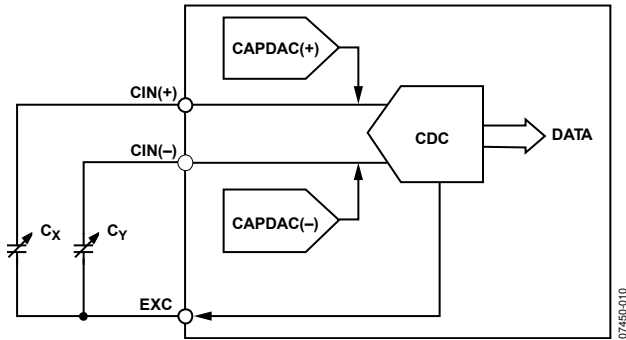 CAPDAC(+)
CIN(+)
CDC
DATA
CIN(–)
CAPDAC(–)
CX
CY
EXC
07450-010